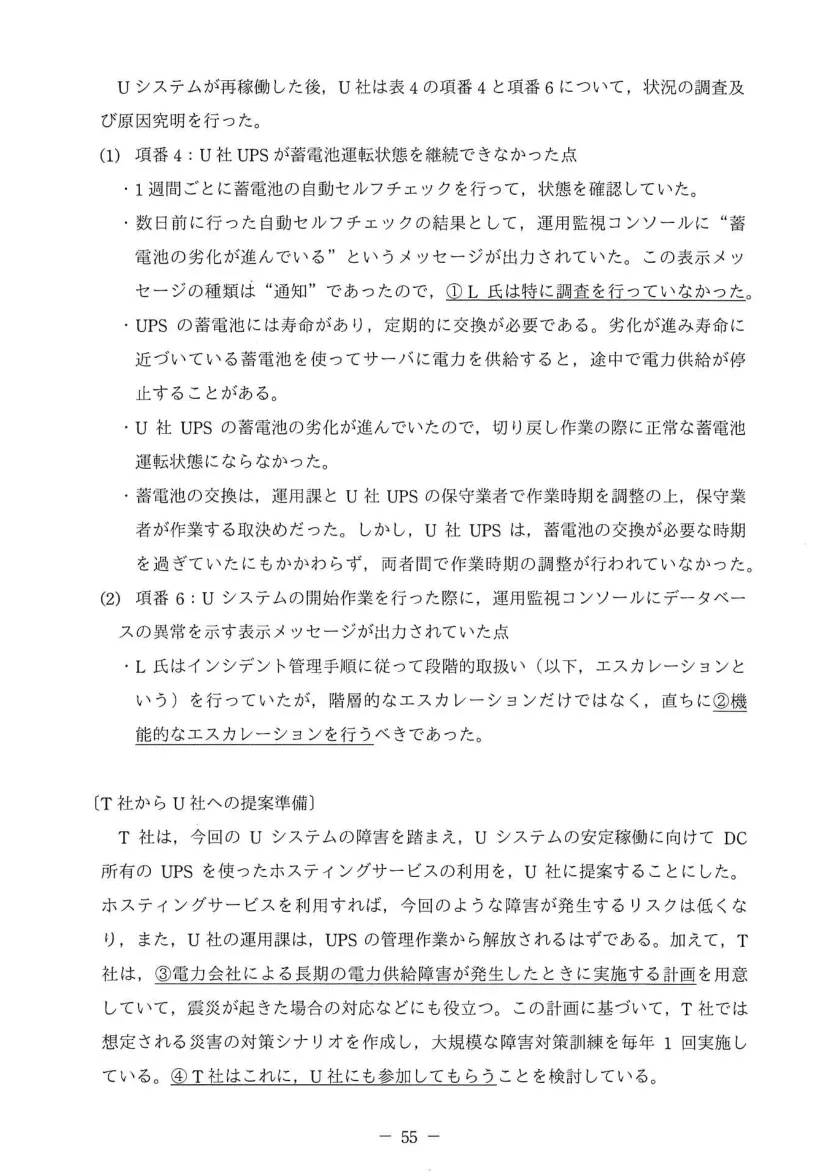 Uシステムが再稼働した後，U社は表4の項番4と項番6について，状況の調査及
び原因究明を行った。
(1) 項番4：U社UPSが蓄電池運転状態を継続できなかった点
・1週間ごとに蓄電池の自動セルフチェックを行って，状態を確認していた。
・数日前に行った自動セルフチェックの結果として，運用監視コンソールに“蓄
電池の劣化が進んでいる”というメッセージが出力されていた。この表示メッ
セージの種類は“通知”であったので，①L氏は特に調査を行っていなかった。
・UPSの蓄電池には寿命があり，定期的に交換が必要である。劣化が進み寿命に
近づいている蓄電池を使ってサーバに電力を供給すると，途中で電力供給が停
止することがある。
・U社UPSの蓄電池の劣化が進んでいたので，切り戻し作業の際に正常な蓄電池
運転状態にならなかった。
・蓄電池の交換は，運用課とU社UPSの保守業者で作業時期を調整の上，保守業
者が作業する取決めだった。しかし，U社UPSは，蓄電池の交換が必要な時期
を過ぎていたにもかかわらず，両者間で作業時期の調整が行われていなかった。
(2) 項番6：Uシステムの開始作業を行った際に，運用監視コンソールにデータベー
スの異常を示す表示メッセージが出力されていた点
・L氏はインシデント管理手順に従って段階的取扱い（以下，エスカレーションと
いう）を行っていたが，階層的なエスカレーションだけではなく，直ちに②機
能的なエスカレーションを行うべきであった。
〔T社からU社への提案準備〕
T社は，今回のUシステムの障害を踏まえ，Uシステムの安定稼働に向けてDC
所有のUPSを使ったホスティングサービスの利用を，U社に提案することにした。
ホスティングサービスを利用すれば，今回のような障害が発生するリスクは低くな
り，また，U社の運用課は，UPSの管理作業から解放されるはずである。加えて，T
社は，③電力会社による長期の電力供給障害が発生したときに実施する計画を用意
していて，震災が起きた場合の対応などにも役立つ。この計画に基づいて，T社では
想定される災害の対策シナリオを作成し，大規模な障害対策訓練を毎年1回実施し
ている。④T社はこれに，U社にも参加してもらうことを検討している。
－ 55 －